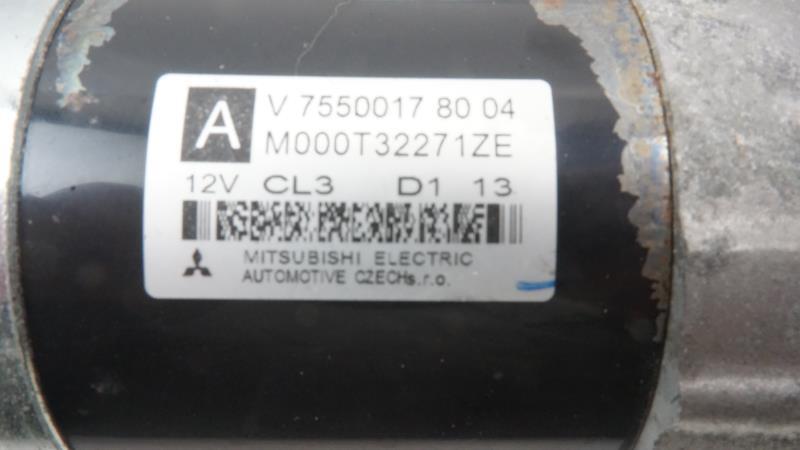 A
V 7550017 80 04
M000T32271ZE
12V CL3 D1 13
MITSUBISHI ELECTRIC
AUTOMOTIVE CZECHs.r.o.